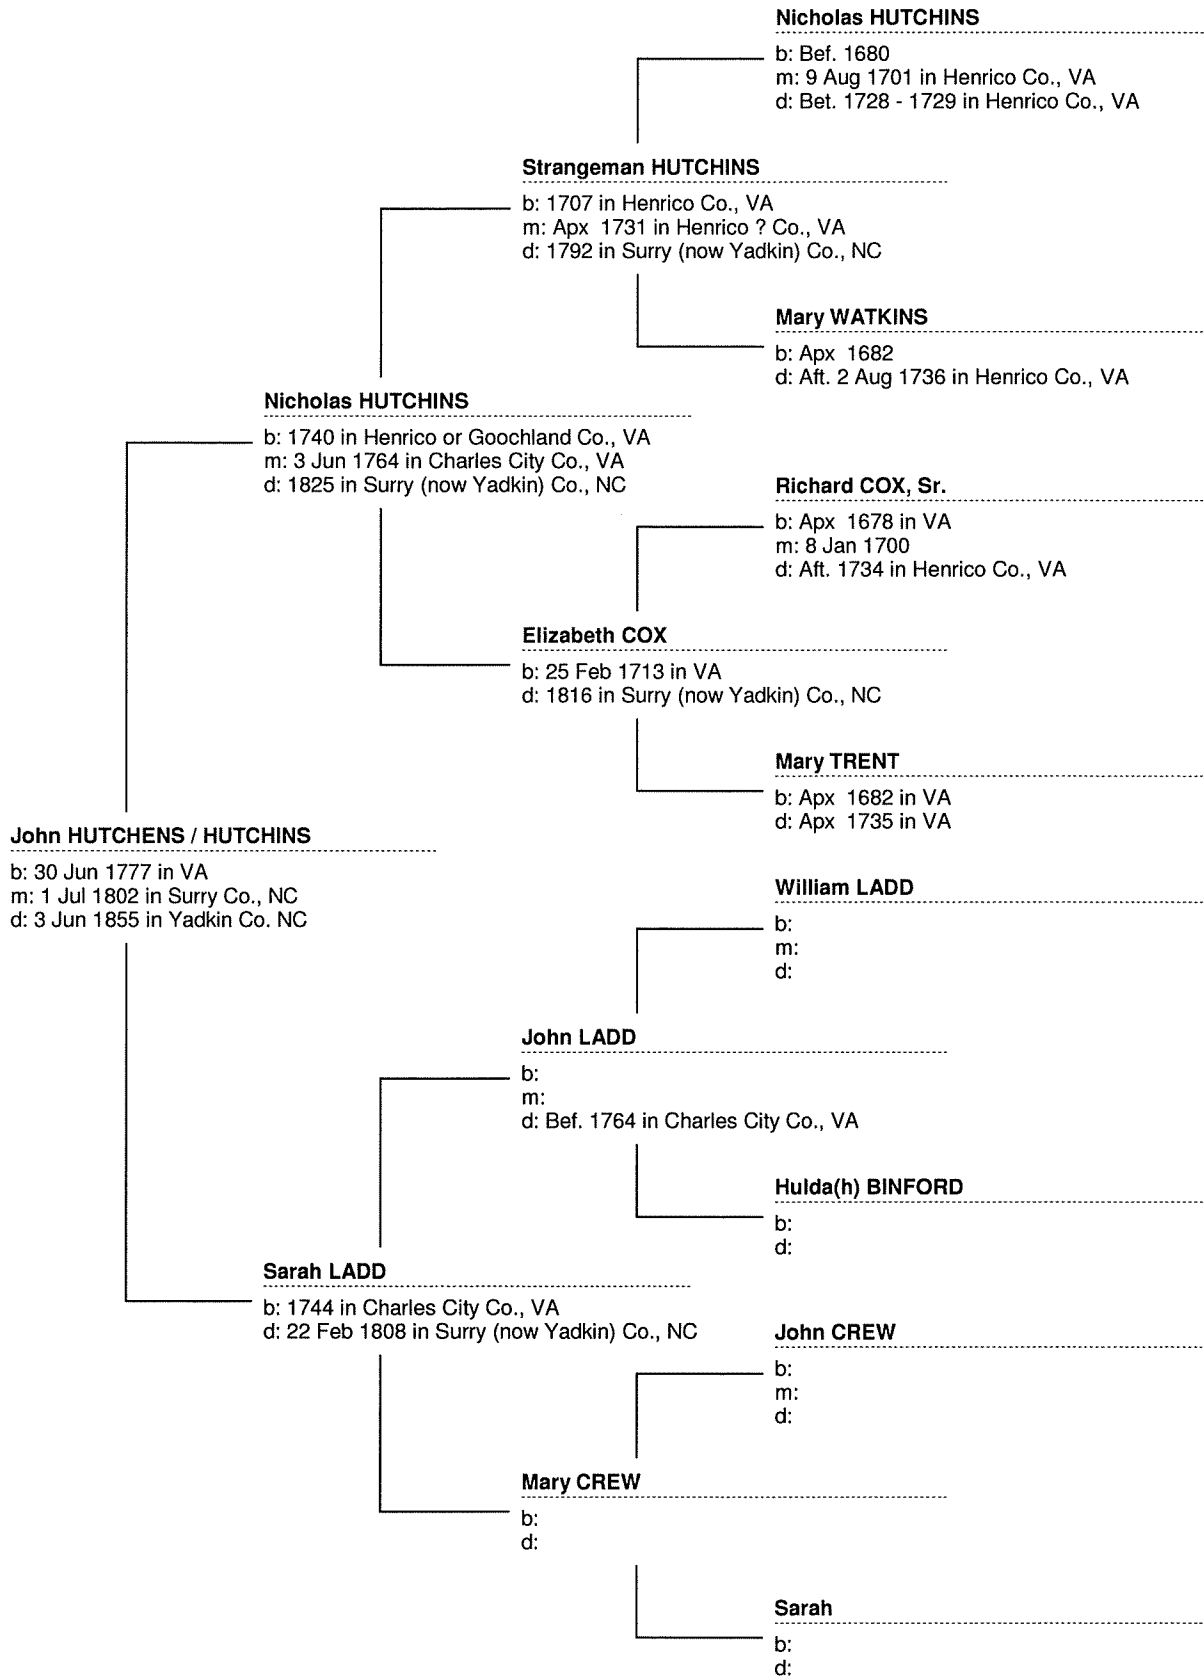 Nicholas HUTCHINS
b: Bef. 1680
m: 9 Aug 1701 in Henrico Co., VA
d: Bet. 1728 - 1729 in Henrico Co., VA
Strangeman HUTCHINS
b: 1707 in Henrico Co., VA
m: Apx 1731 in Henrico ? Co., VA
d: 1792 in Surry (now Yadkin) Co., NC
Mary WATKINS
b: Apx 1682
d: Aft. 2 Aug 1736 in Henrico Co., VA
Nicholas HUTCHINS
b: 1740 in Henrico or Goochland Co., VA
m: 3 Jun 1764 in Charles City Co., VA
d: 1825 in Surry (now Yadkin) Co., NC
Richard COX, Sr.
b: Apx 1678 in VA
m: 8 Jan 1700
d: Aft. 1734 in Henrico Co., VA
Elizabeth COX
b: 25 Feb 1713 in VA
d: 1816 in Surry (now Yadkin) Co., NC
Mary TRENT
b: Apx 1682 in VA
d: Apx 1735 in VA
John HUTCHENS / HUTCHINS
b: 30 Jun 1777 in VA
m: 1 Jul 1802 in Surry Co., NC
d: 3 Jun 1855 in Yadkin Co. NC
William LADD
b:
m:
d:
John LADD
b:
m:
d: Bef. 1764 in Charles City Co., VA
Hulda(h) BINFORD
b:
d:
Sarah LADD
b: 1744 in Charles City Co., VA
d: 22 Feb 1808 in Surry (now Yadkin) Co., NC
John CREW
b:
m:
d:
Mary CREW
b:
d:
Sarah
b:
d: